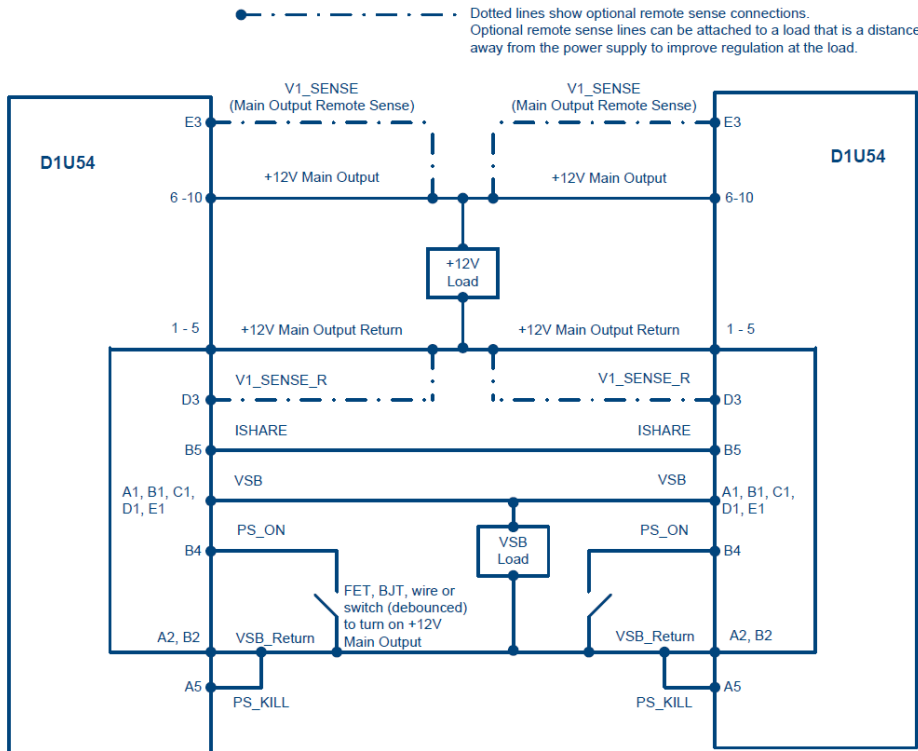 Dotted lines show optional remote sense connections.
Optional remote sense lines can be attached to a load that is a distance
away from the power supply to improve regulation at the load.
V1_SENSE
(Main Output Remote Sense)
V1_SENSE
(Main Output Remote Sense)
E3
E3
D1U54
D1U54
+12V Main Output
+12V Main Output
6 -10
6-10
+12V
Load
1 - 5
+12V Main Output Return
+12V Main Output Return
1 - 5
V1_SENSE_R
V1_SENSE_R
D3
D3
ISHARE
ISHARE
B5
B5
VSB
VSB
A1, B1, C1,
D1, E1
A1, B1, C1,
D1, E1
PS_ON
PS_ON
B4
B4
VSB
Load
FET, BJT, wire or
switch (debounced)
to turn on +12V
Main Output
A2, B2
VSB_Return
VSB_Return
A2, B2
A5
A5
PS_KILL
PS_KILL